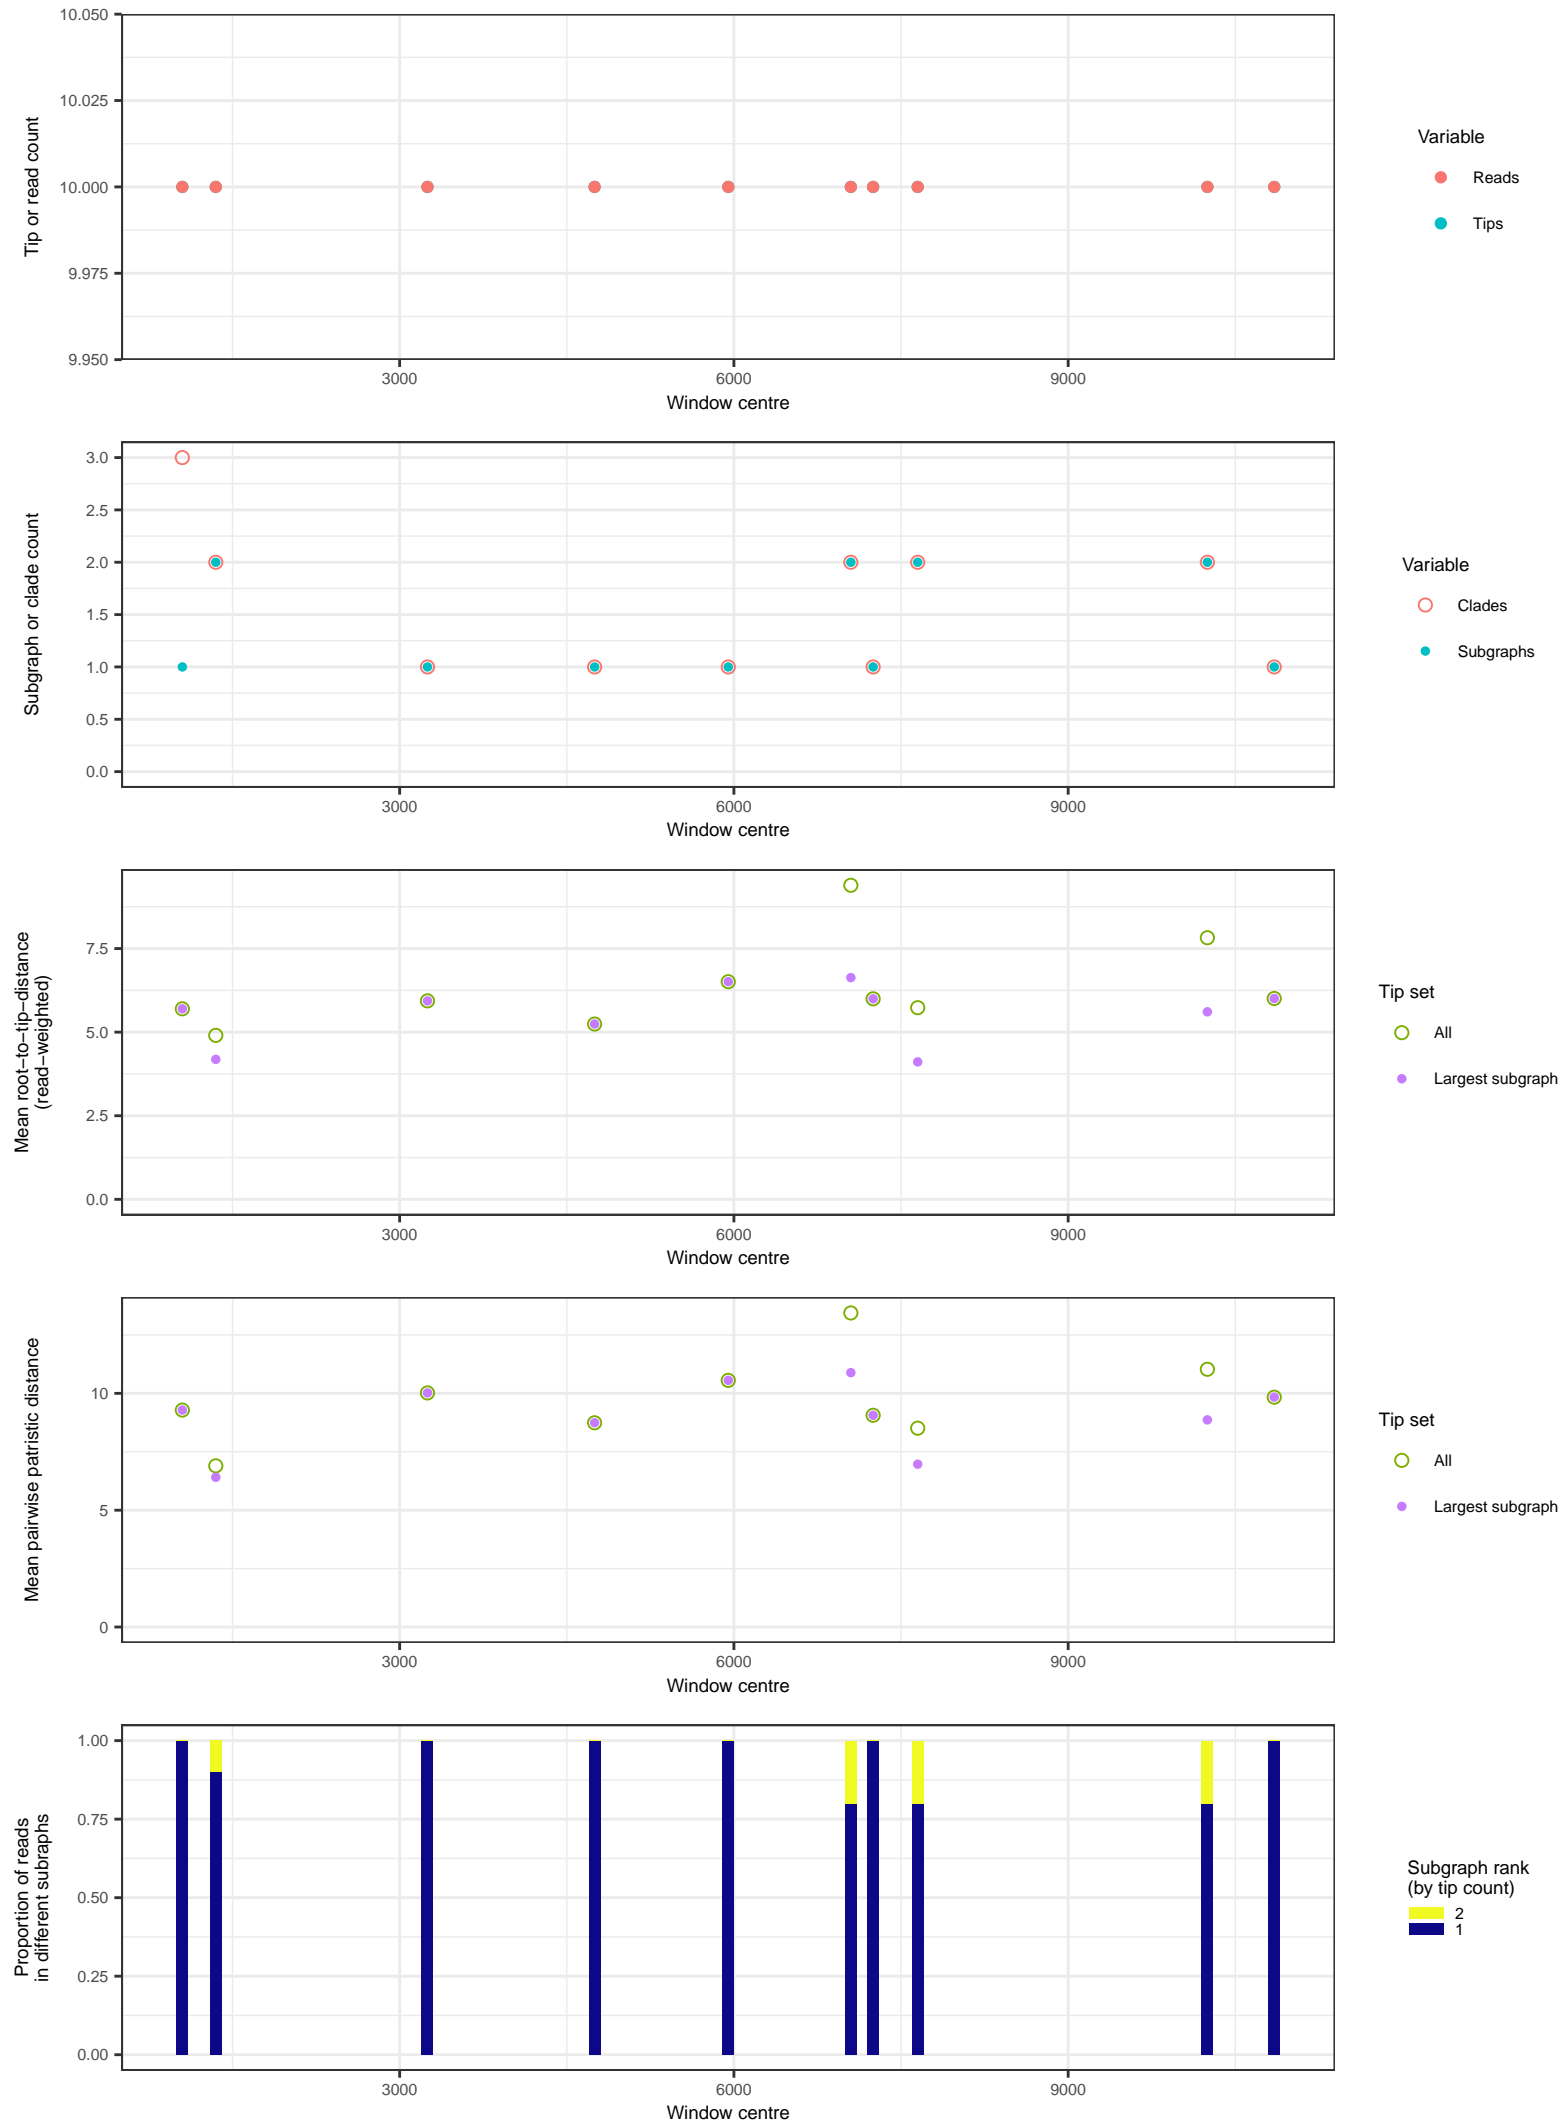 10.050
10.025
10.000
9.975
9.950
Tip or read count
3000
6000
9000
Window centre
Variable
Reads
Tips
3.0
2.5
2.0
1.5
1.0
0.5
0.0
Subgraph or clade count
3000
6000
9000
Window centre
Variable
Clades
Subgraphs
7.5
5.0
2.5
0.0
Mean root−to−tip−distance
(read−weighted)
3000
6000
9000
Window centre
Tip set
All
Largest subgraph
10
5
0
Mean pairwise patristic distance
3000
6000
9000
Window centre
Tip set
All
Largest subgraph
1.00
0.75
0.50
0.25
0.00
Proportion of reads
in different subraphs
3000
6000
9000
Window centre
Subgraph rank
(by tip count)
2
1